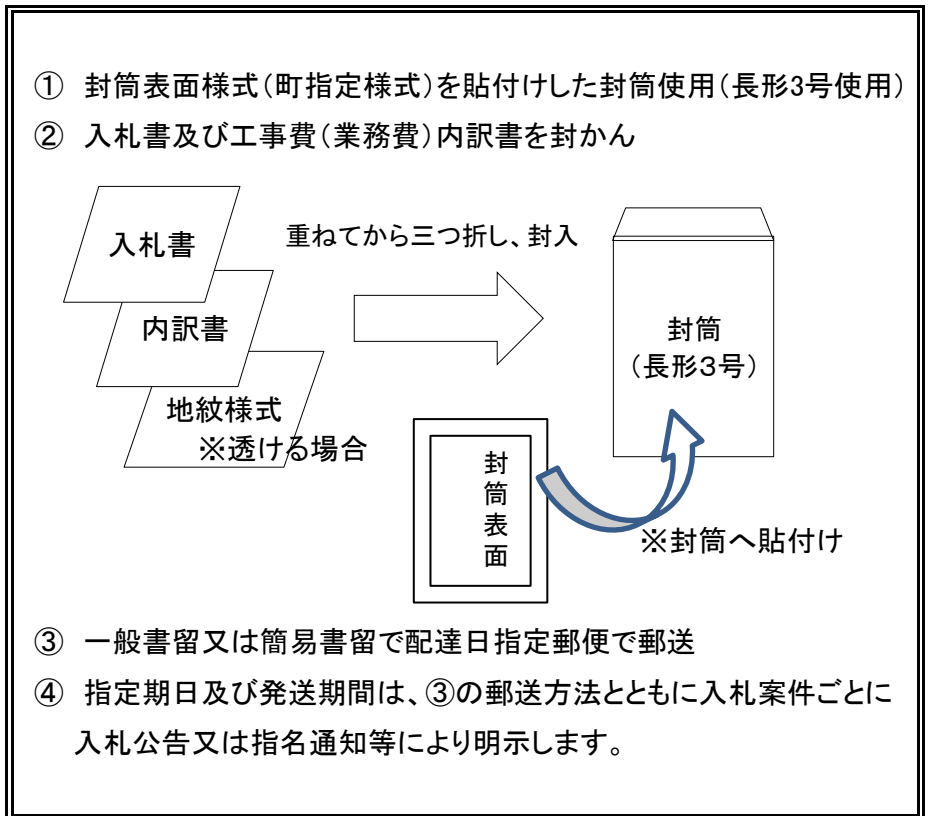 ① 封筒表面様式(町指定様式)を貼付けした封筒使用(長形3号使用)
② 入札書及び工事費(業務費)内訳書を封かん
入札書
重ねてから三つ折し、封入
内訳書
封筒
(長形3号)
地紋様式
※透ける場合
封筒表面
※封筒へ貼付け
③ 一般書留又は簡易書留で配達日指定郵便で郵送
④ 指定期日及び発送期間は、③の郵送方法とともに入札案件ごとに
入札公告又は指名通知等により明示します。